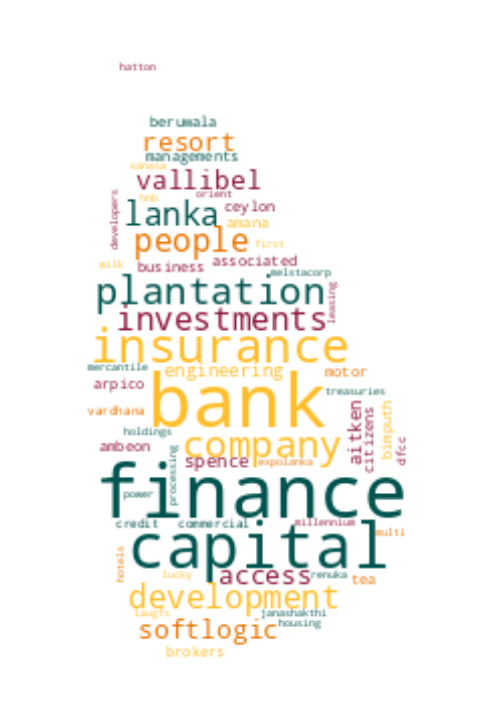 hatton
beruwala
resort
managements
sanasa
vallibel
hnb
orient
developers
lanka
ceylon
amana
people
first
milk
business
associated
melstacorp
plantation
leasing
investments
insurance
mercantile
engineering
motor
arpico
bank
treasuries
vardhana
aitken
citizens
bimputh
dfcc
holdings
ambeon
company
spence
expolanka
processing
finance
power
credit
commercial
millennium
multi
capital
hotels
lucky
access
renuka
tea
development
laugfs
janashakthi
housing
softlogic
brokers